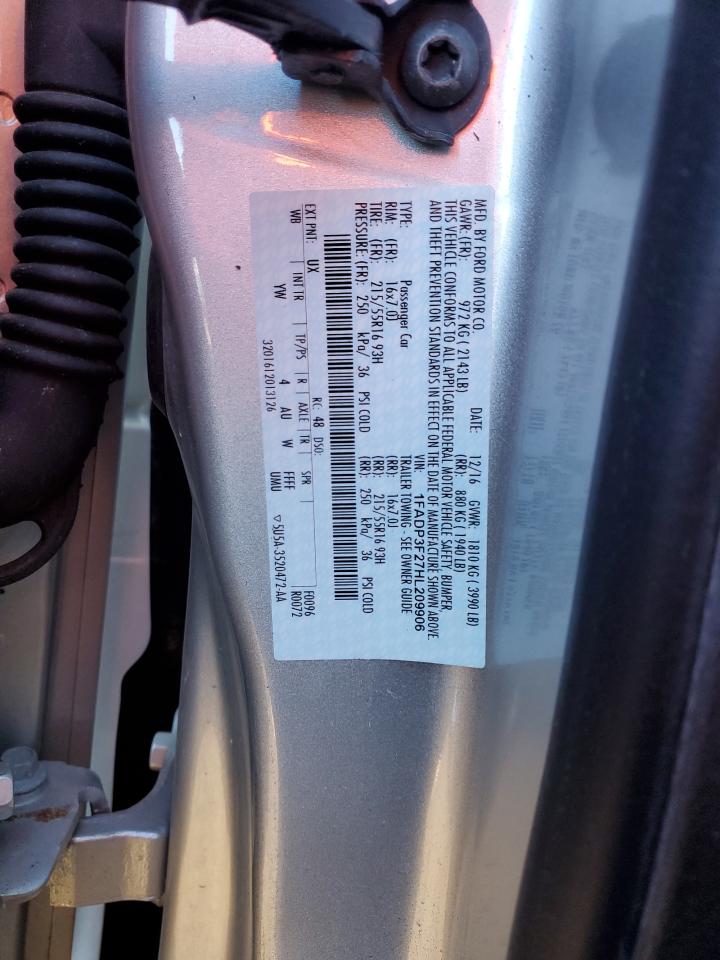 MFD. BY FORD MOTOR CO. DATE: 12/16 GVWR: 1810 KG ( 3990 LB)
GAWR: (FR): 972 KG ( 2143 LB) (RR): 880 KG ( 1940 LB)
THIS VEHICLE CONFORMS TO ALL APPLICABLE FEDERAL MOTOR VEHICLE SAFETY, BUMPER,
AND THEFT PREVENTION STANDARDS IN EFFECT ON THE DATE OF MANUFACTURE SHOWN ABOVE.
VIN: 1FADP3F27HL209906
TYPE: Passenger Car TRAILER TOWING - SEE OWNER GUIDE
RIM: (FR): 16x7.0J (RR): 16x7.0J
TIRE: (FR): 215/55R16 93H (RR): 215/55R16 93H
PRESSURE: (FR): 250 kPa/ 36 PSI COLD (RR): 250 kPa/ 36 PSI COLD
EXT PNT: UX RC: 48 DSO: F0096
WB INT TR TP/PS R AXLE TR SPR R0072
YW 4 AU W FFFF UMU
3201612013126 ▽5U5A-3520472-AA